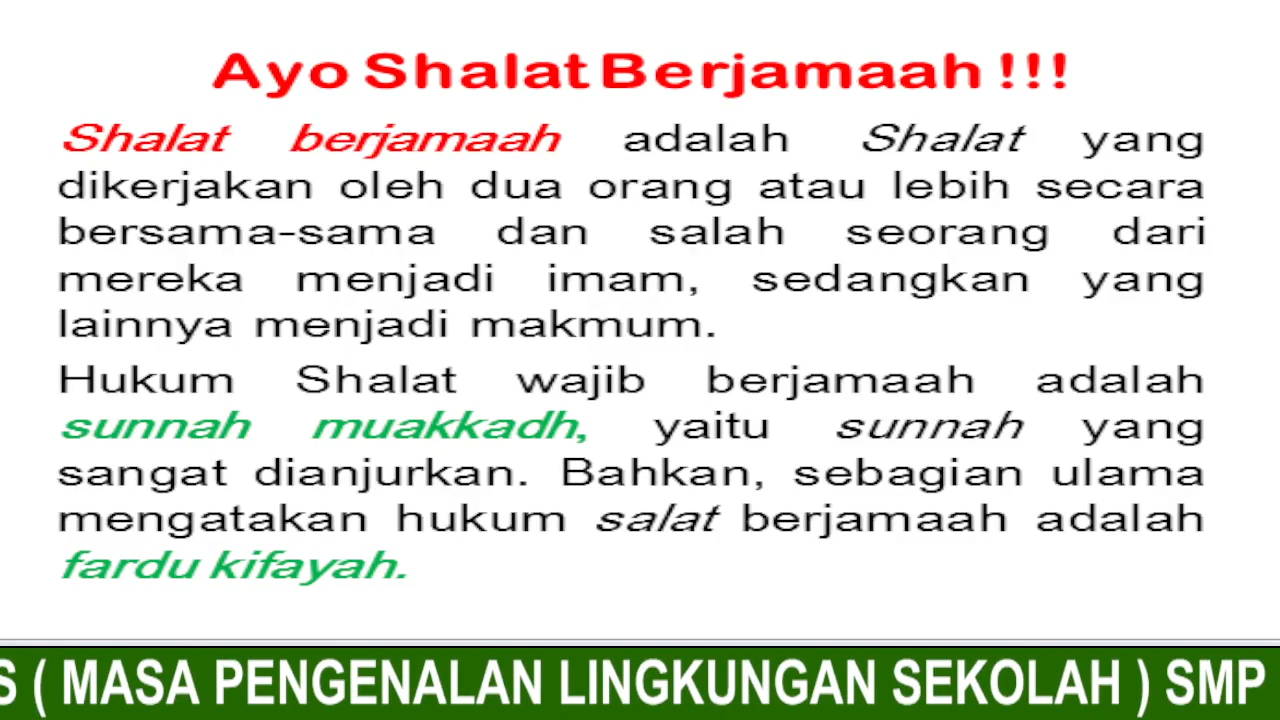 Ayo Shalat Berjamaah !!!
Shalat berjamaah adalah Shalat yang
dikerjakan oleh dua orang atau lebih secara
bersama-sama dan salah seorang dari
mereka menjadi imam, sedangkan yang
lainnya menjadi makmum.
Hukum Shalat wajib berjamaah adalah
sunnah muakkadh, yaitu sunnah yang
sangat dianjurkan. Bahkan, sebagian ulama
mengatakan hukum salat berjamaah adalah
fardu kifayah.
S ( MASA PENGENALAN LINGKUNGAN SEKOLAH ) SMP